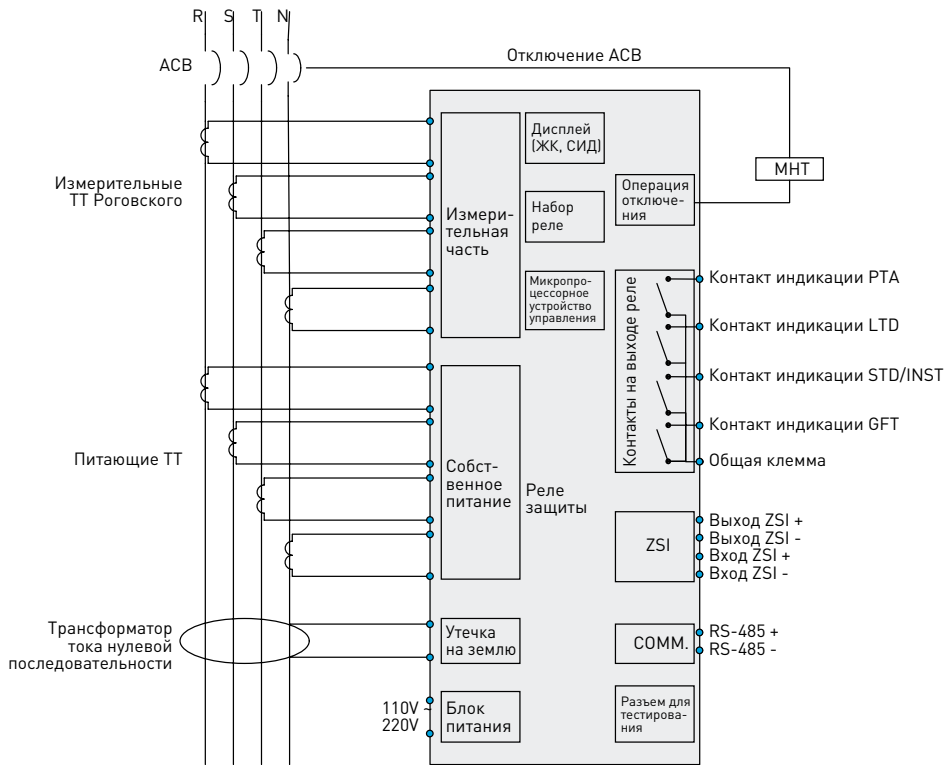 R S T N
ACB
Отключение ACB
Измерительные
ТТ Роговского
Измери-
тельная
часть
Дисплей
(ЖК, СИД)
Набор
реле
Микропро-
цессорное
устройство
управления
Операция
отключе-
ния
МНТ
Контакты на выходе реле
Контакт индикации PTA
Контакт индикации LTD
Контакт индикации STD/INST
Контакт индикации GFT
Общая клемма
Питающие ТТ
Собст-
венное
питание
Реле
защиты
ZSI
Выход ZSI +
Выход ZSI -
Вход ZSI +
Вход ZSI -
Трансформатор
тока нулевой
последовательности
Утечка
на землю
COMM.
RS-485 +
RS-485 -
110V ~
220V
Блок
питания
Разъем для
тестирова-
ния